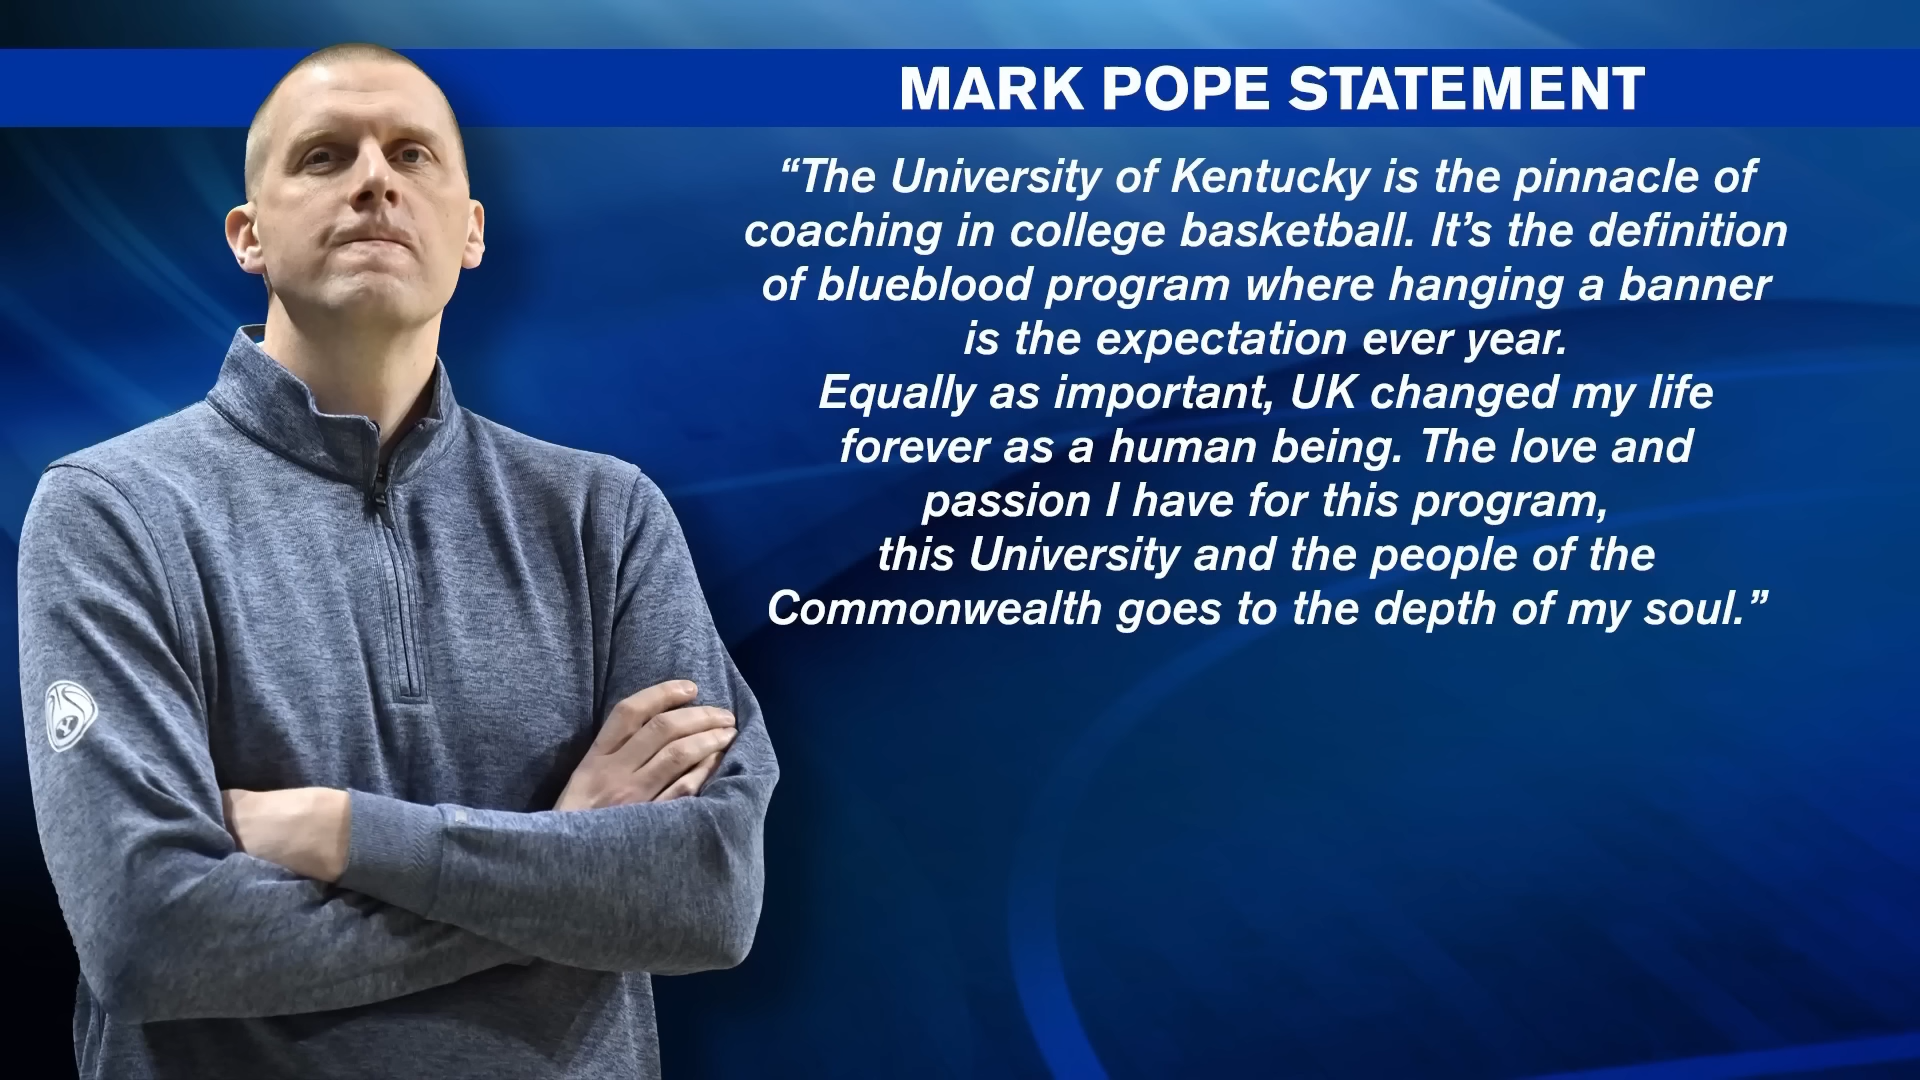 MARK POPE STATEMENT
“The University of Kentucky is the pinnacle of
coaching in college basketball. It’s the definition
of blueblood program where hanging a banner
is the expectation ever year.
Equally as important, UK changed my life
forever as a human being. The love and
passion I have for this program,
this University and the people of the
Commonwealth goes to the depth of my soul.”
Y